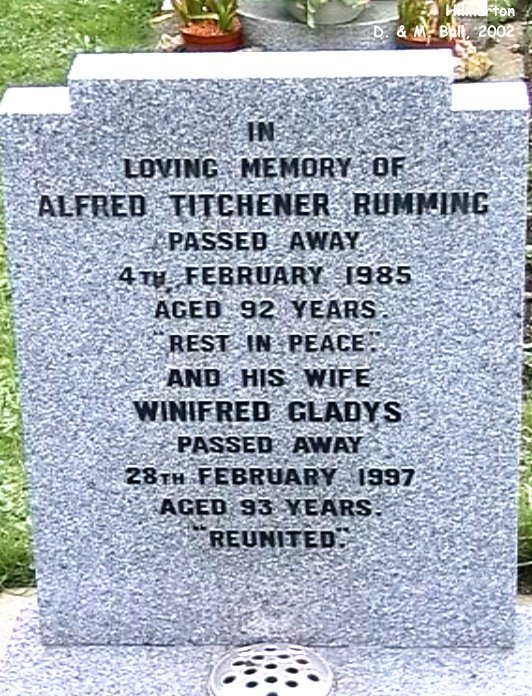 Hilmarton
D. & M. Ball, 2002
IN
LOVING MEMORY OF
ALFRED TITCHENER RUMMING
PASSED AWAY
4TH FEBRUARY 1985
AGED 92 YEARS.
"REST IN PEACE".
AND HIS WIFE
WINIFRED GLADYS
PASSED AWAY
28TH FEBRUARY 1997
AGED 93 YEARS.
"REUNITED".